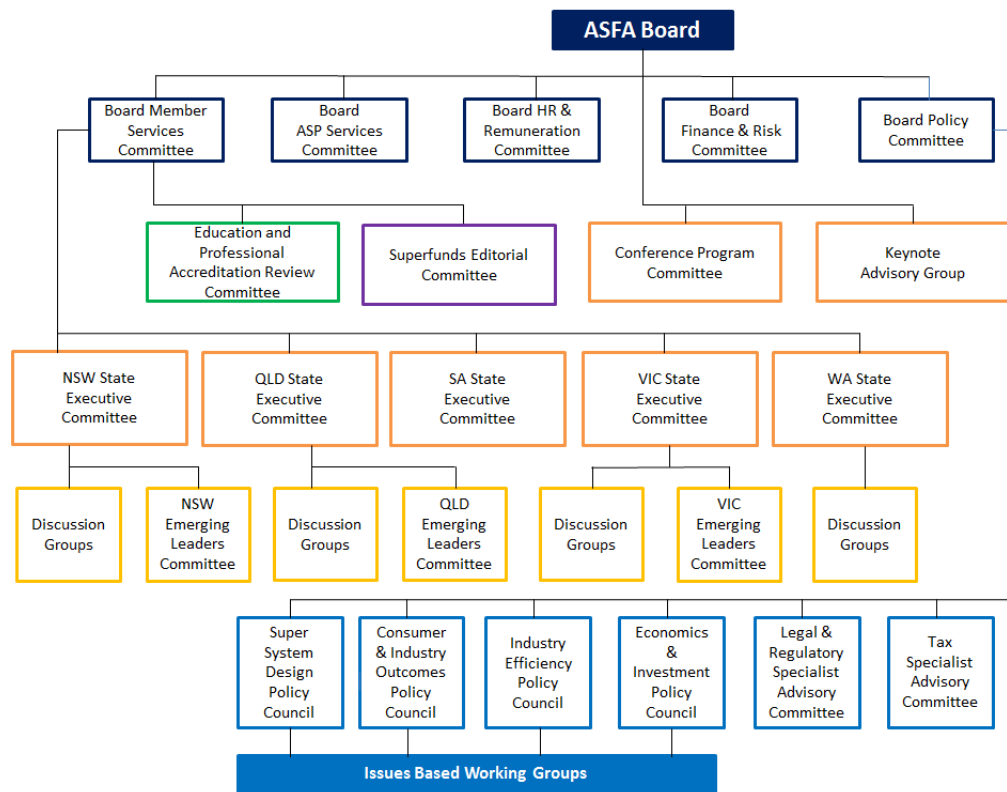 ASFA Board
Board Member
Services
Committee
Board
ASP Services
Committee
Board HR &
Remuneration
Committee
Board
Finance & Risk
Committee
Board Policy
Committee
Education and
Professional
Accreditation Review
Committee
Superfunds Editorial
Committee
Conference Program
Committee
Keynote
Advisory Group
NSW State
Executive
Committee
QLD State
Executive
Committee
SA State
Executive
Committee
VIC State
Executive
Committee
WA State
Executive
Committee
Discussion
Groups
NSW
Emerging
Leaders
Committee
Discussion
Groups
QLD
Emerging
Leaders
Committee
Discussion
Groups
VIC
Emerging
Leaders
Committee
Discussion
Groups
Super
System
Design
Policy
Council
Consumer
& Industry
Outcomes
Policy
Council
Industry
Efficiency
Policy
Council
Economics
&
Investment
Policy
Council
Legal &
Regulatory
Specialist
Advisory
Committee
Tax
Specialist
Advisory
Committee
Issues Based Working Groups